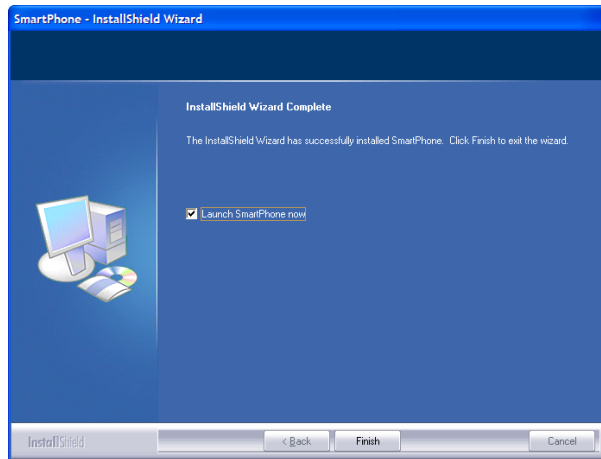 SmartPhone - InstallShield Wizard
InstallShield Wizard Complete
The InstallShield Wizard has successfully installed SmartPhone. Click Finish to exit the wizard.
Launch SmartPhone now
InstallShield
< Back Finish Cancel